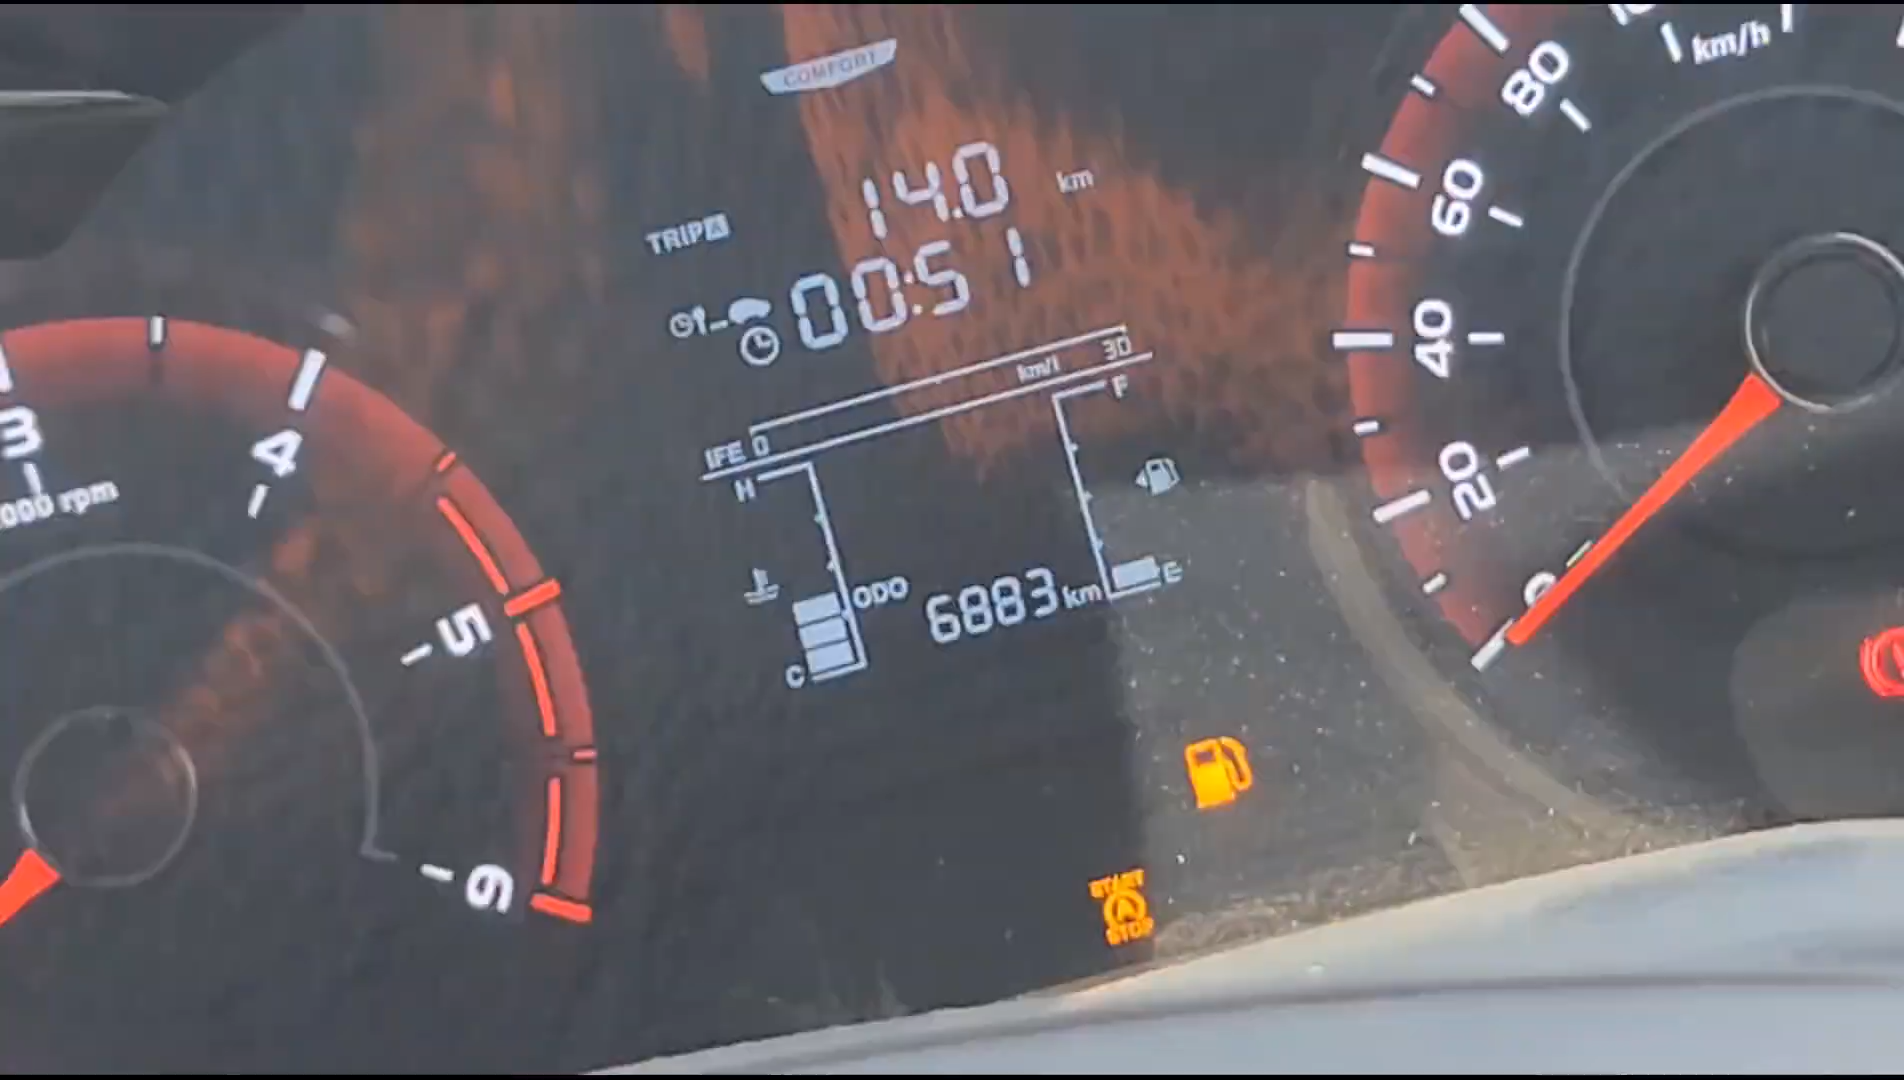 COMFORT
km/h
80
60
40
20
0
TRIP A
14.0 km
00:51
0 km/l 30
IFE
H
F
C
E
ODO 6883 km
3
4
5
6
000 rpm
START
A
STOP